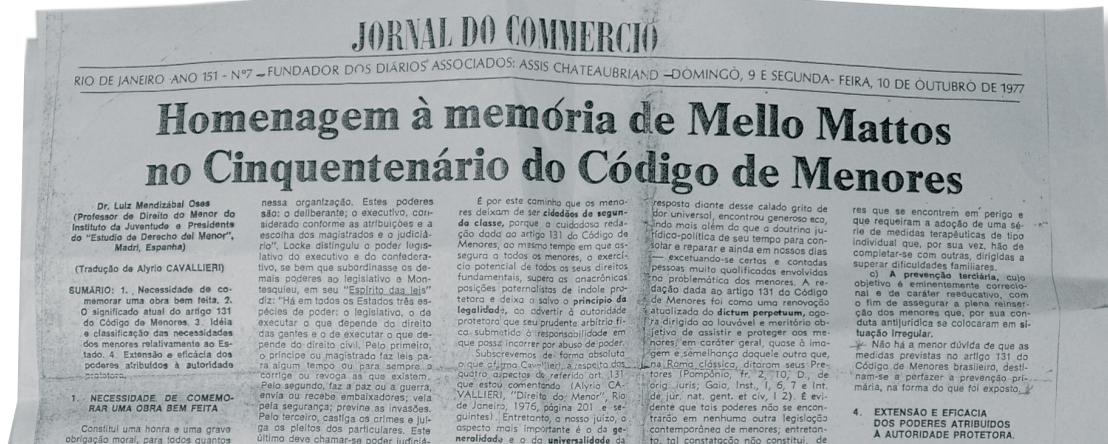 JORNAL DO COMMERCIO
RIO DE JANEIRO ANO 151 - Nº7 — FUNDADOR DOS DIÁRIOS ASSOCIADOS: ASSIS CHATEAUBRIAND — DOMINGO, 9 E SEGUNDA- FEIRA, 10 DE OUTUBRO DE 1977
Homenagem à memória de Mello Mattos
no Cinquentenário do Código de Menores
Dr. Luiz Mendizábal Oses
(Professor de Direito do Menor do
Instituto da Juventude e Presidente
do "Estudio de Derecho del Menor",
Madri, Espanha)
(Tradução de Alyrio CAVALLIERI)
SUMÁRIO: 1. Necessidade de co-
memorar uma obra bem feita. 2.
O significado atual do artigo 131
do Código de Menores. 3. Idéia
e classificação das necessidades
dos menores relativamente ao Es-
tado. 4. Extensão e eficácia dos
poderes atribuídos à autoridade
protetora.
1. - NECESSIDADE DE COMEMO-
RAR UMA OBRA BEM FEITA
Constitui uma honra e uma grave
obrigação moral, para todos quantos
nessa organização. Estes poderes
são: o deliberante; o executivo, con-
siderado conforme as atribuições e a
escolha dos magistrados e o judiciá-
rio". Locke distinguiu o poder legis-
lativo do executivo e do confedera-
tivo, se bem que subordinasse os de-
mais poderes ao legislativo e Mon-
tesquieu, em seu "Espírito das leis"
diz: "Há em todos os Estados três es-
pécies de poder: o legislativo, o de
executar o que depende do direito
das gentes e o de executar o que de-
pende do direito civil. Pelo primeiro,
o príncipe ou magistrado faz leis pa-
ra algum tempo ou para sempre e
corrige ou revoga as que existem.
Pelo segundo, faz a paz ou a guerra,
envia ou recebe embaixadores; vela
pela segurança; previne as invasões.
Pelo terceiro, castiga os crimes e jul-
ga os pleitos dos particulares. Este
último deve chamar-se poder judiciá-
É por este caminho que os meno-
res deixam de ser cidadãos de segun-
da classe, porque a cuidadosa reda-
ção dada ao artigo 131 do Código de
Menores, ao mesmo tempo em que as-
segura a todos os menores, o exercí-
cio potencial de todos os seus direitos
fundamentais, supera os anacrônicas
posições paternalistas de índole pro-
tetora e deixa a salvo o princípio da
legalidade, ao advertir à autoridade
protetora que seu prudente arbítrio fi-
ca submetido à responsabilidade em
que possa incorrer por abuso de poder.
Subscrevemos de forma absoluta
o que afirma Cavallieri, a respeito dos
quatro aspectos do referido art. 131
que estou comentando (Alyrio CA-
VALLIERI, "Direito do Menor", Rio
de Janeiro, 1976, página 201 e se-
guintes). Entretanto, o nosso juízo, o
aspecto mais importante é o da ge-
neralidade e o da universalidade da
resposta diante desse calado grito de
dor universal, encontrou generoso eco,
indo mais além do que a doutrina ju-
rídico-política de seu tempo para con-
solar e reparar e ainda em nossos dias
— excetuando-se certas e contadas
pessoas muito qualificadas envolvidas
na problemática dos menores. A re-
dação dada ao artigo 131 do Código
de Menores foi como uma renovação
atualizada do dictum perpetuum, ago-
ra dirigido ao louvável e meritório ob-
jetivo de assistir e proteger aos me-
nores, em caráter geral, quase à ima-
gem e semelhança daquele outro que,
na Roma clássica, ditaram seus Pre-
tores (Pompônio, fr. 2, 10, D., de
orig. iuris; Gaio, Inst., I, 6, 7 e Int.
de jur. nat. gent. et civ, I 2). É evi-
dente que tois poderes não se encon-
trarão em nenhum outra legislação
contemporânea de menores; entretan-
to, tal constatação não constitui, de
res que se encontrem em perigo e
que requeiram a adoção de uma sé-
rie de medidas terapêuticas de tipo
individual que, por sua vez, hão de
completar-se com outras, dirigidas a
superar dificuldades familiares.
c) A prevenção terciária, cujo
objetivo é eminentemente correcio-
nal e de caráter reeducativo, com
o fim de assegurar a plena reinser-
ção dos menores que, por sua con-
duta antijurídica se colocaram em si-
tuação irregular.
Não há a menor dúvida de que as
medidas previstas no artigo 131 do
Código de Menores brasileiro, desti-
nam-se a perfazer a prevenção pri-
mária, na forma do que foi exposto.
4. EXTENSÃO E EFICÁCIA
DOS PODERES ATRIBUÍDOS
À AUTORIDADE PROTETORA